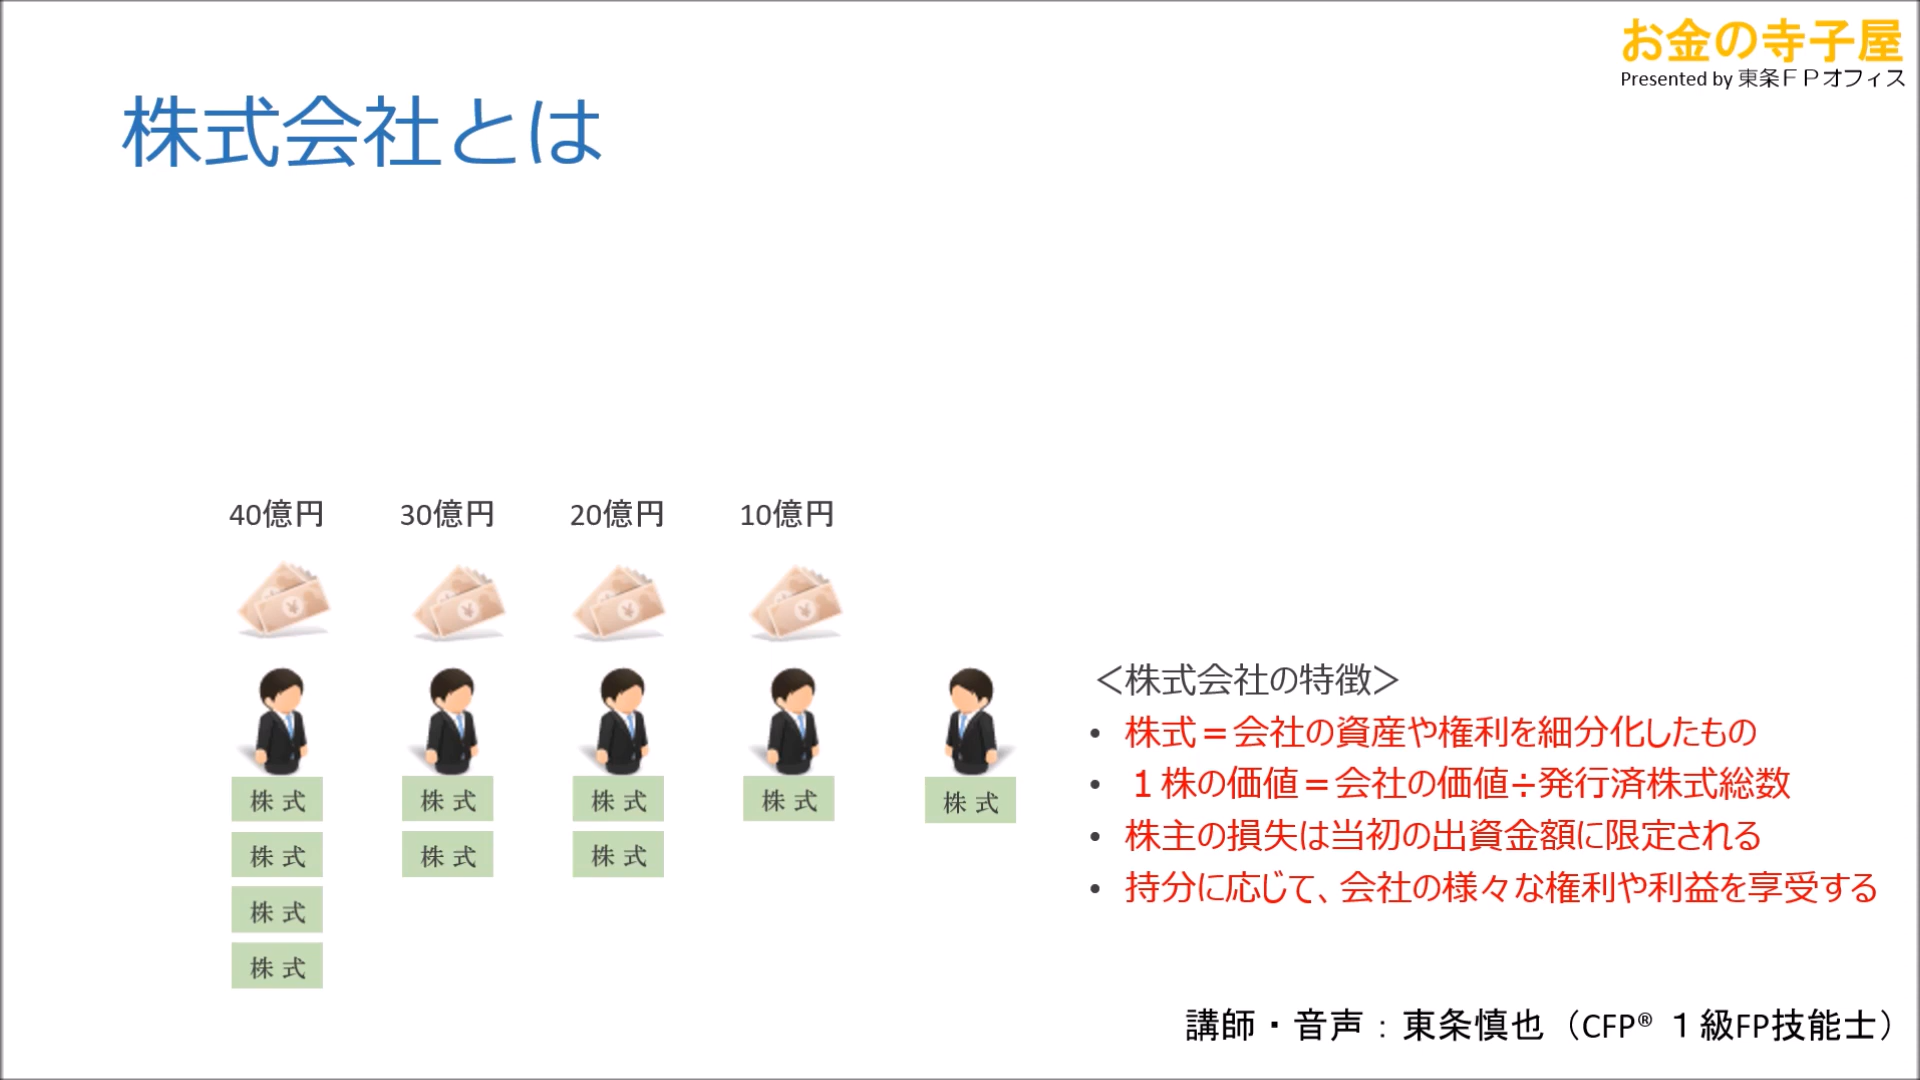 お金の寺子屋
Presented by 東条ＦＰオフィス
株式会社とは
40億円 30億円 20億円 10億円
株 式 株 式 株 式 株 式 株 式
株 式 株 式 株 式
株 式
株 式
＜株式会社の特徴＞
• 株式＝会社の資産や権利を細分化したもの
• １株の価値＝会社の価値÷発行済株式総数
• 株主の損失は当初の出資金額に限定される
• 持分に応じて、会社の様々な権利や利益を享受する
講師・音声：東条慎也（CFP® １級FP技能士）